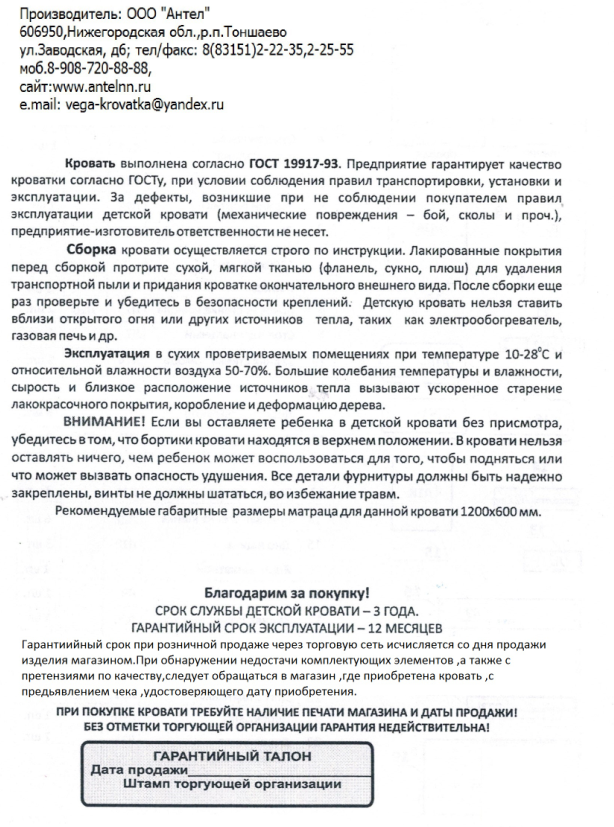 Производитель: ООО "Антел"
606950,Нижегородская обл.,р.п.Тоншаево
ул.Заводская, д6; тел/факс: 8(83151)2-22-35,2-25-55
моб.8-908-720-88-88,
сайт:www.antelnn.ru
e.mail: vega-krovatka@yandex.ru
Кровать выполнена согласно ГОСТ 19917-93. Предприятие гарантирует качество
кроватки согласно ГОСТу, при условии соблюдения правил транспортировки, установки и
эксплуатации. За дефекты, возникшие при не соблюдении покупателем правил
эксплуатации детской кровати (механические повреждения – бой, сколы и проч.),
предприятие-изготовитель ответственности не несет.
Сборка кровати осуществляется строго по инструкции. Лакированные покрытия
перед сборкой протрите сухой, мягкой тканью (фланель, сукно, плюш) для удаления
транспортной пыли и придания кроватке окончательного внешнего вида. После сборки еще
раз проверьте и убедитесь в безопасности креплений. Детскую кровать нельзя ставить
вблизи открытого огня или других источников тепла, таких как электрообогреватель,
газовая печь и др.
Эксплуатация в сухих проветриваемых помещениях при температуре 10-28⁰С и
относительной влажности воздуха 50-70%. Большие колебания температуры и влажности,
сырость и близкое расположение источников тепла вызывают ускоренное старение
лакокрасочного покрытия, коробление и деформацию дерева.
ВНИМАНИЕ! Если вы оставляете ребенка в детской кровати без присмотра,
убедитесь в том, что бортики кровати находятся в верхнем положении. В кровати нельзя
оставлять ничего, чем ребенок может воспользоваться для того, чтобы подняться или
что может вызвать опасность удушения. Все детали фурнитуры должны быть надежно
закреплены, винты не должны шататься, во избежание травм.
Рекомендуемые габаритные размеры матраца для данной кровати 1200х600 мм.
Благодарим за покупку!
СРОК СЛУЖБЫ ДЕТСКОЙ КРОВАТИ – 3 ГОДА.
ГАРАНТИЙНЫЙ СРОК ЭКСПЛУАТАЦИИ – 12 МЕСЯЦЕВ
Гарантиийный срок при розничной продаже через торговую сеть исчисляется со дня продажи
изделия магазином.При обнаружении недостачи комплектующих элементов ,а также с
претензиями по качеству,следует обращаться в магазин ,где приобретена кровать ,с
предьявлением чека ,удостоверяющего дату приобретения.
ПРИ ПОКУПКЕ КРОВАТИ ТРЕБУЙТЕ НАЛИЧИЕ ПЕЧАТИ МАГАЗИНА И ДАТЫ ПРОДАЖИ!
БЕЗ ОТМЕТКИ ТОРГУЮЩЕЙ ОРГАНИЗАЦИИ ГАРАНТИЯ НЕДЕЙСТВИТЕЛЬНА!
ГАРАНТИЙНЫЙ ТАЛОН
Дата продажи____________________
Штамп торгующей организации